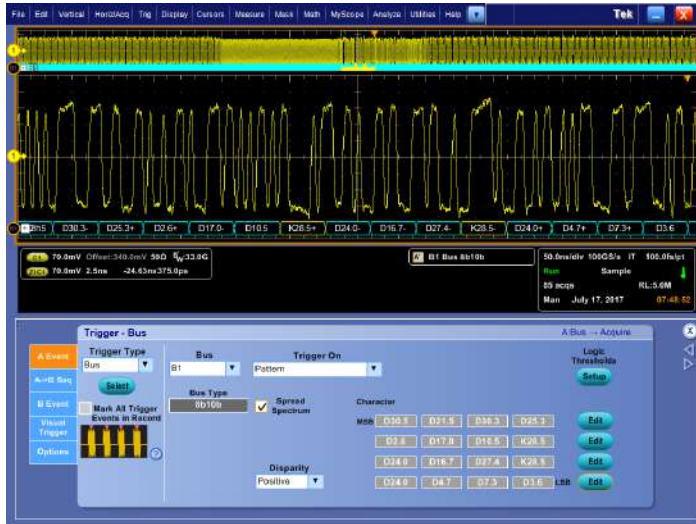 File Edit Vertical Horiz/Acq Trig Display Cursors Measure Mask Math MyScope Analyze Utilities Help Tek
D30.3- D25.3+ D2.6+ D17.0- D10.5 K28.5+ D24.0- D16.7- D27.4- K28.5- D24.0+ D4.7+ D7.3+ D3.6
C1 70.0mV Offset:340.0mV 50Ω BW:33.0G
Z1C1 70.0mV 2.5ns -24.63ns 375.0ps
A' B1 Bus 8b10b
50.0ns/div 100GS/s IT 100.0fs/pt
Run Sample
85 acqs RL:5.0M
Man July 17, 2017 07:48:52
Trigger - Bus A:Bus → Acquire
A Event
A→B Seq
B Event
Visual Trigger
Options
Trigger Type
Bus
Select
Mark All Trigger
Events in Record
Bus
B1
Bus Type
8b10b
Trigger On
Pattern
Spread
Spectrum
Disparity
Positive
Logic
Thresholds
Setup
Character
MSB D30.5 D21.5 D30.3 D25.3 Edit
D2.6 D17.0 D10.5 K28.5 Edit
D24.0 D16.7 D27.4 K28.5 Edit
D24.0 D4.7 D7.3 D3.6 LSB Edit